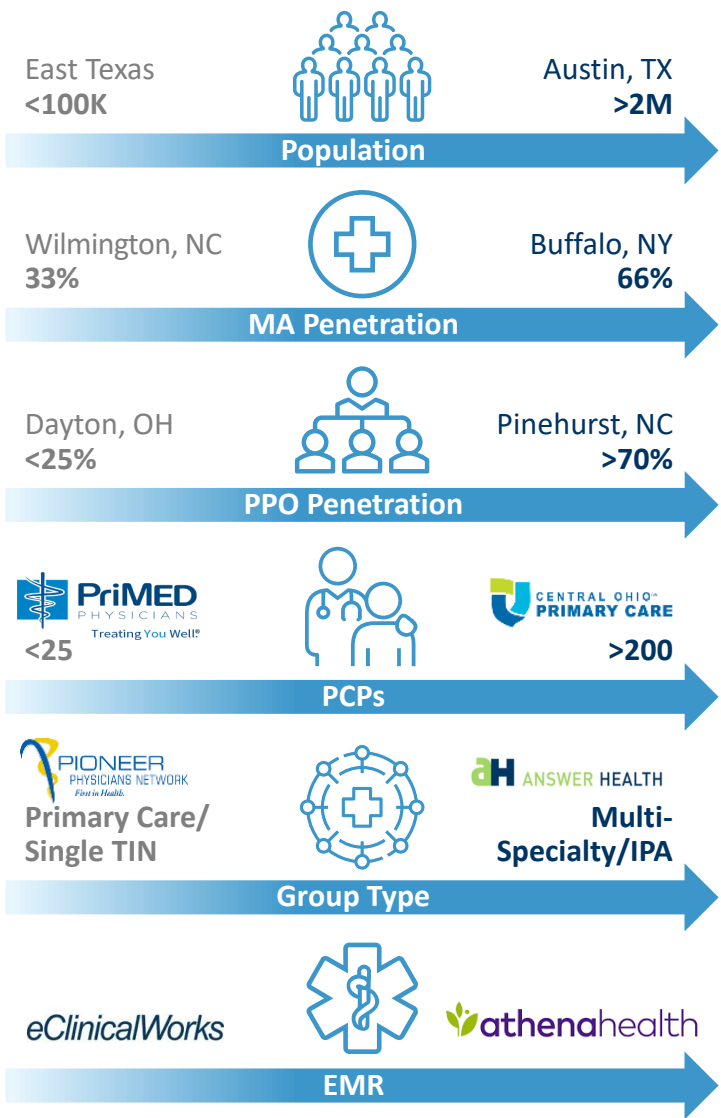 East Texas
<100K
Austin, TX
>2M
Population
Wilmington, NC
33%
Buffalo, NY
66%
MA Penetration
Dayton, OH
<25%
Pinehurst, NC
>70%
PPO Penetration
PriMED
PHYSICIANS
Treating You Well®
<25
CENTRAL OHIO™
PRIMARY CARE
>200
PCPs
PIONEER
PHYSICIANS NETWORK
First in Health.
Primary Care/
Single TIN
aH ANSWER HEALTH
Multi-
Specialty/IPA
Group Type
eClinicalWorks
athenahealth
EMR